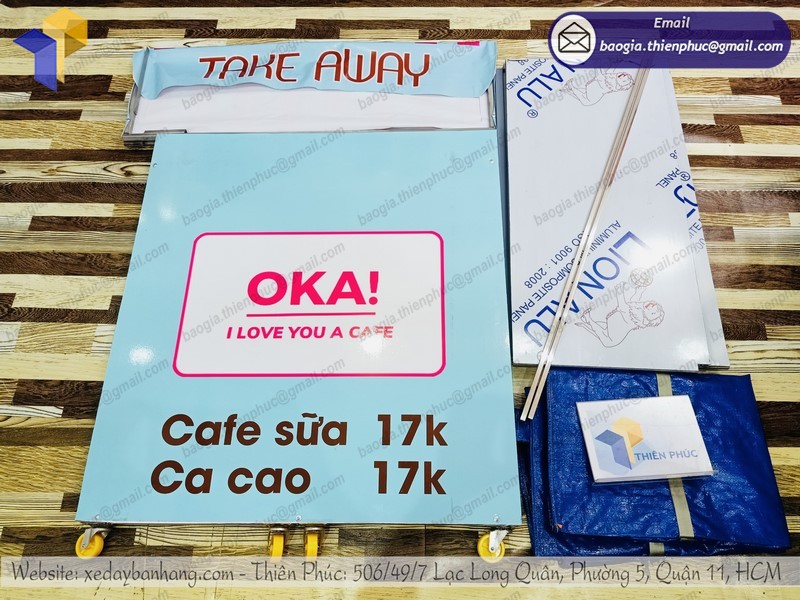 Email
baogia.thienphuc@gmail.com
TAKE AWAY
OKA!
I LOVE YOU A CAFE
Cafe sữa 17k
Ca cao 17k
LION ALU
ALUMINIUM COMPOSITE PANEL
ISO 9001 : 2008
THIÊN PHÚC
Website: xedaybanhang.com - Thiên Phúc: 506/49/7 Lạc Long Quân, Phường 5, Quận 11, HCM